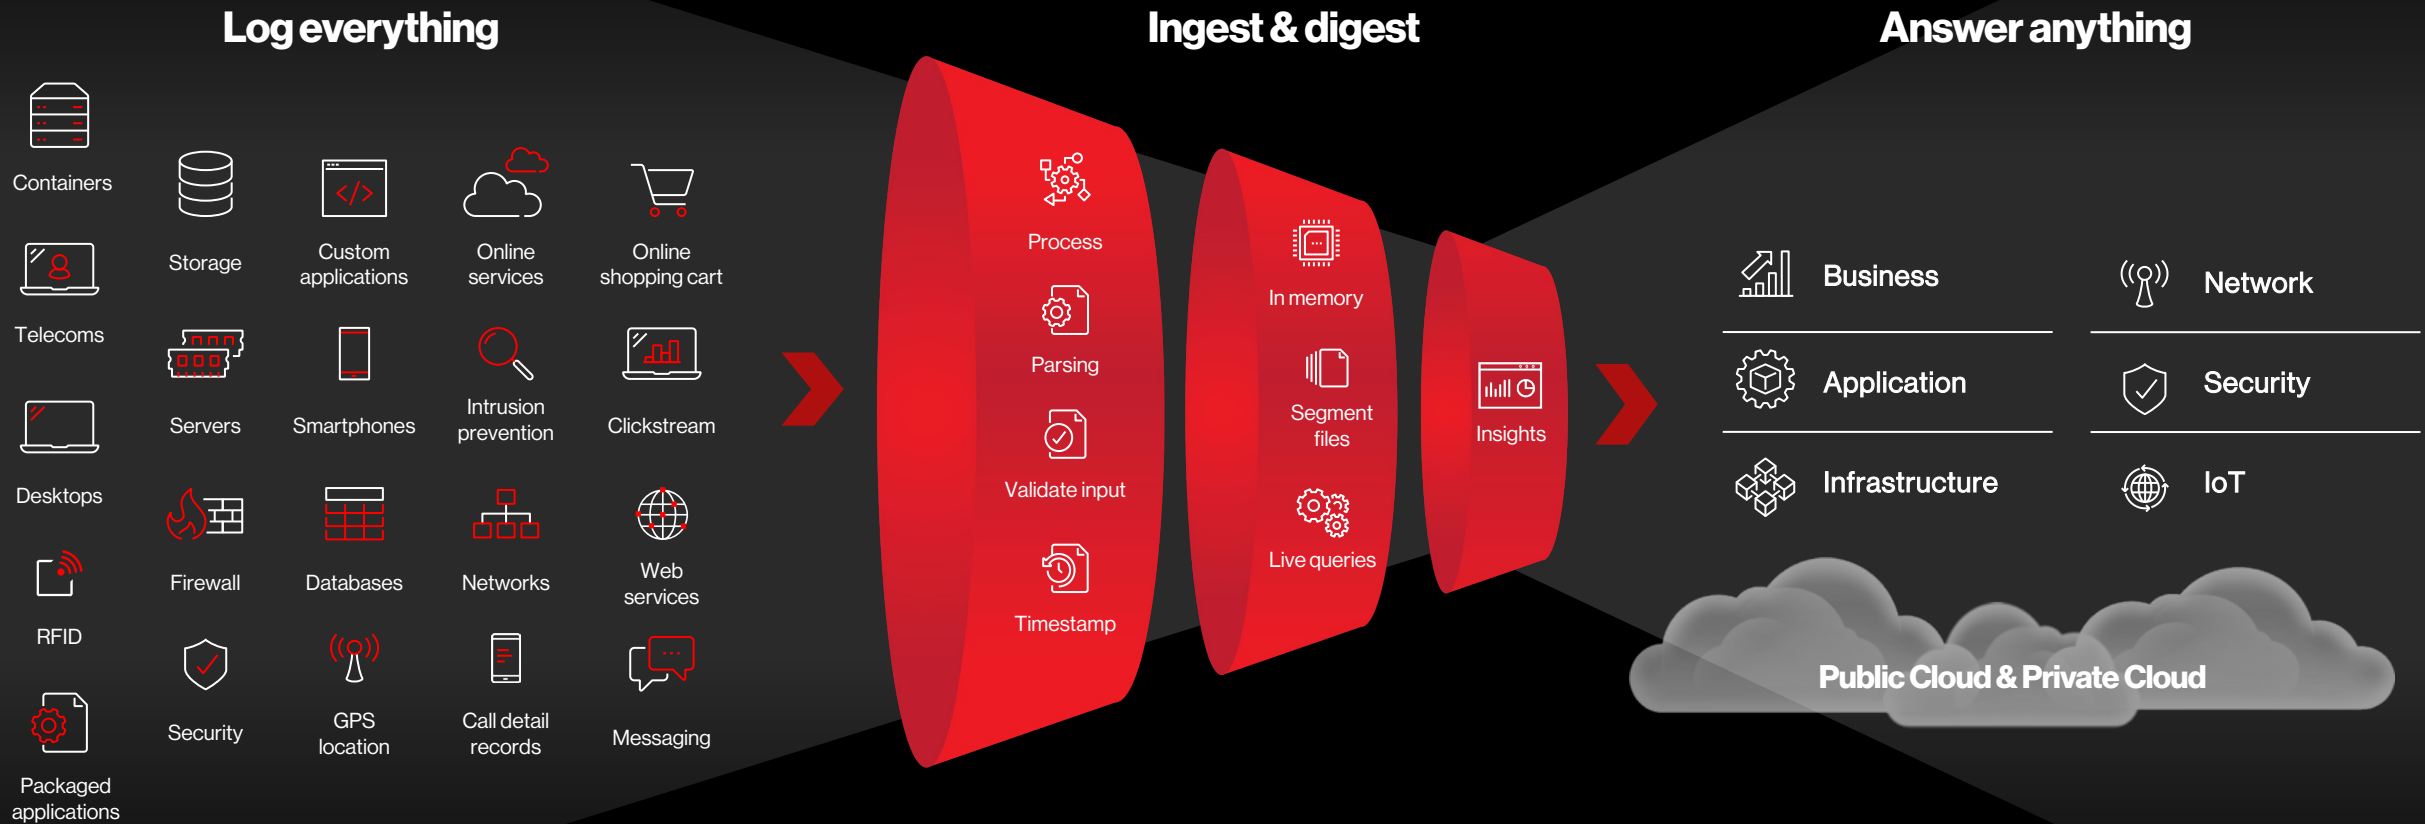 Log everything
Containers
Telecoms
Desktops
RFID
Packaged
applications
Storage
Custom
applications
Online
services
Online
shopping cart
Servers
Smartphones
Intrusion
prevention
Clickstream
Firewall
Databases
Networks
Web
services
Security
GPS
location
Call detail
records
Messaging
Ingest & digest
Process
Parsing
Validate input
Timestamp
In memory
Segment
files
Live queries
Insights
Answer anything
Business
Network
Application
Security
Infrastructure
IoT
Public Cloud & Private Cloud